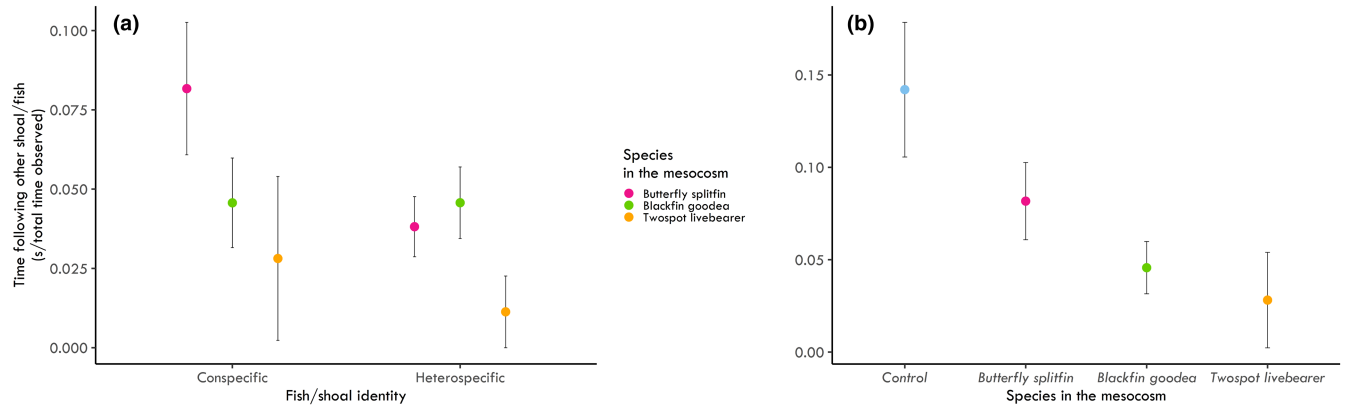 (a)
Time following other shoal/fish
(s/total time observed)
0.100
0.075
0.050
0.025
0.000
Conspecific
Heterospecific
Fish/shoal identity
Species
in the mesocosm
Butterfly splitfin
Blackfin goodea
Twospot livebearer
(b)
0.15
0.10
0.05
0.00
Control
Butterfly splitfin
Blackfin goodea
Twospot livebearer
Species in the mesocosm